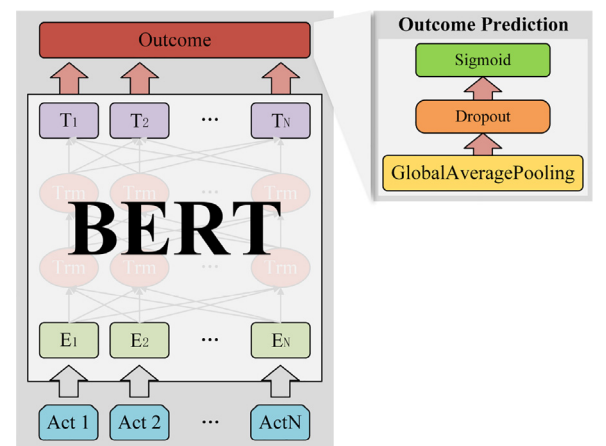 Outcome
T1 T2 ... TN
Trm Trm ... Trm
BERT
Trm Trm ... Trm
E1 E2 ... EN
Act 1 Act 2 ... ActN
Outcome Prediction
Sigmoid
Dropout
GlobalAveragePooling